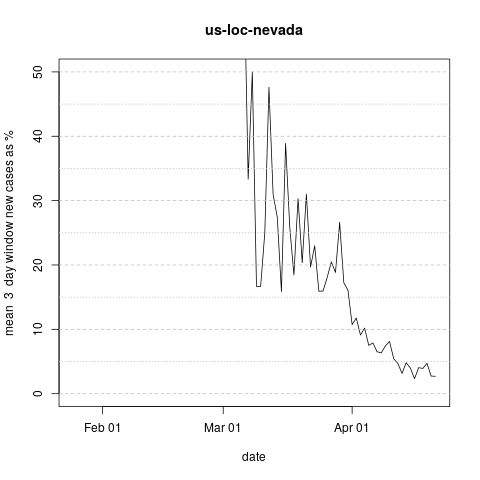 us-loc-nevada
mean  3  day window new cases as %
50
40
30
20
10
0
Feb 01
Mar 01
Apr 01
date